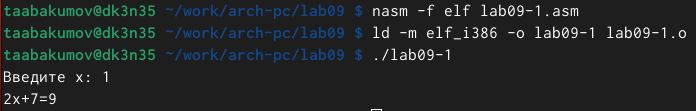 taabakumov@dk3n35 ~/work/arch-pc/lab09 $ nasm -f elf lab09-1.asm
taabakumov@dk3n35 ~/work/arch-pc/lab09 $ ld -m elf_i386 -o lab09-1 lab09-1.o
taabakumov@dk3n35 ~/work/arch-pc/lab09 $ ./lab09-1
Введите x: 1
2x+7=9